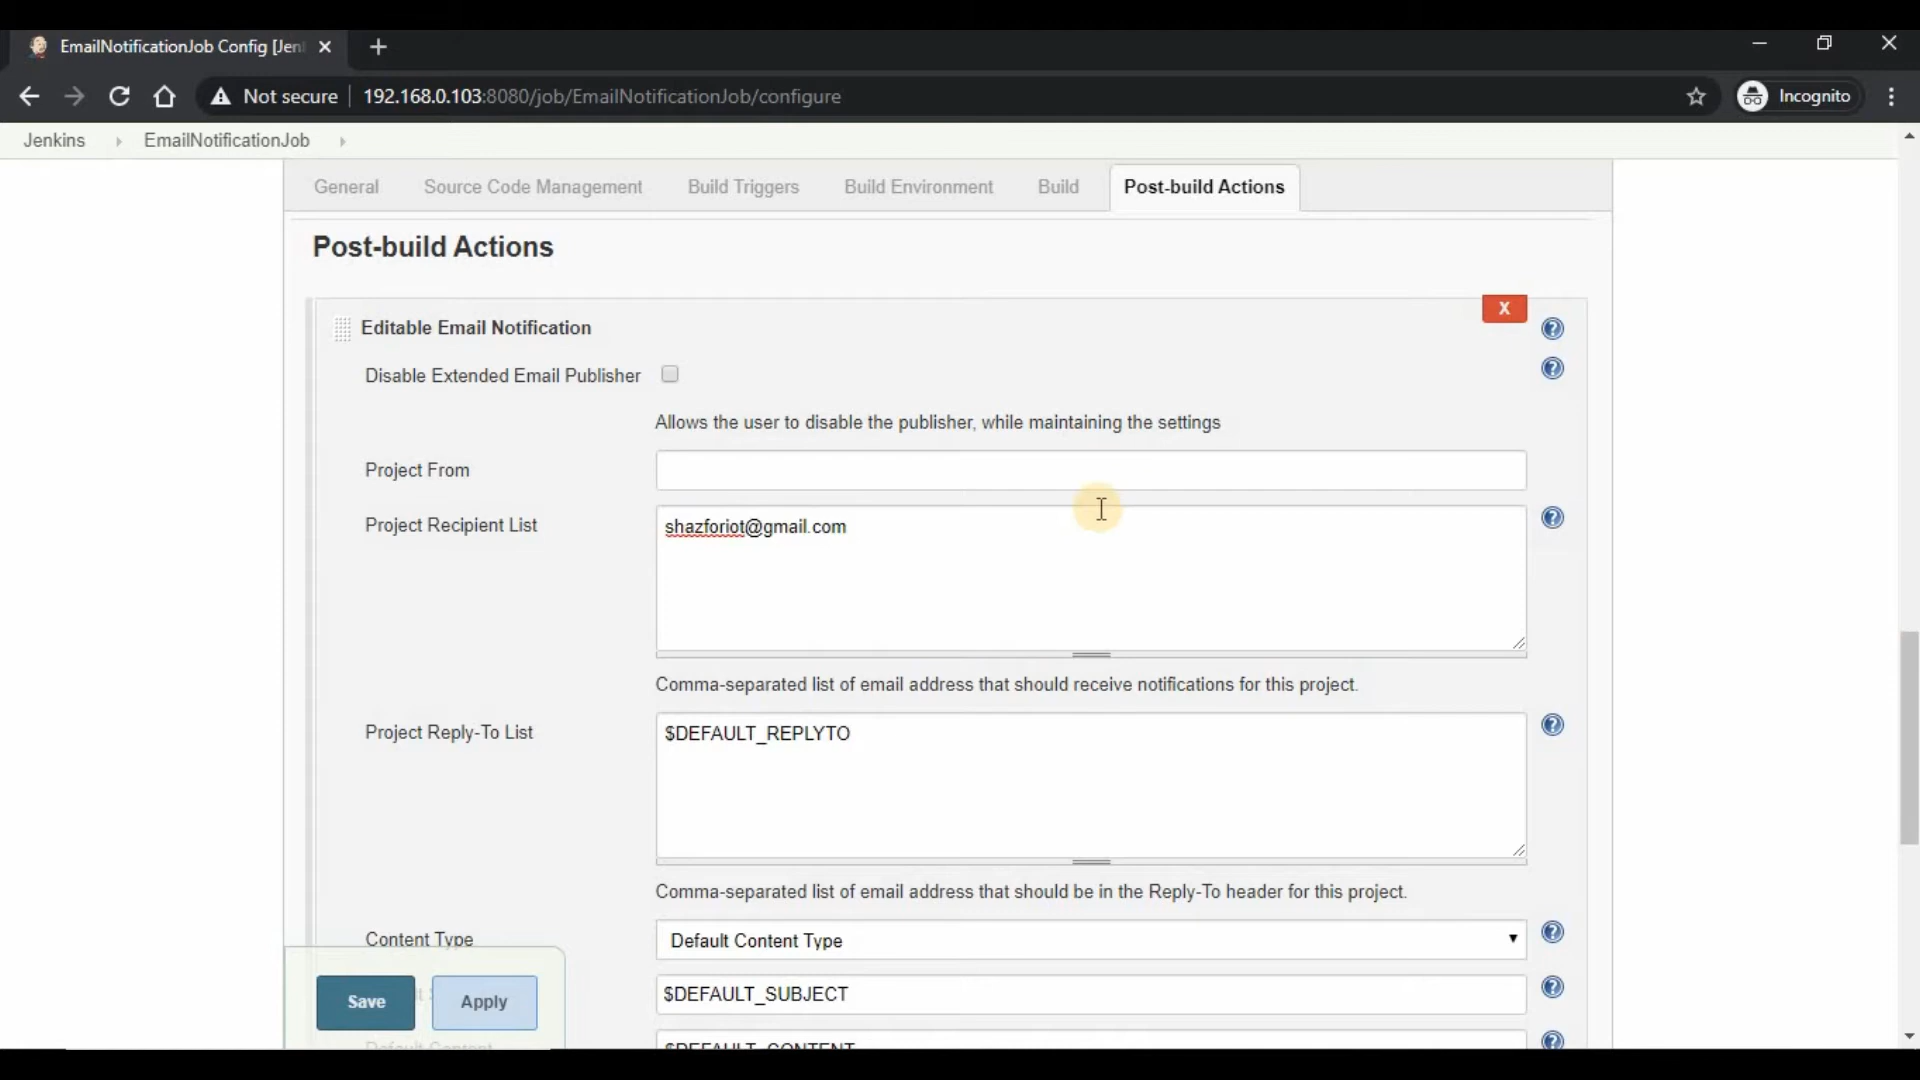 EmailNotificationJob Config [Jen
Not secure
192.168.0.103:8080/job/EmailNotificationJob/configure
Incognito
Jenkins
EmailNotificationJob
General
Source Code Management
Build Triggers
Build Environment
Build
Post-build Actions
Post-build Actions
X
Editable Email Notification
?
Disable Extended Email Publisher
?
Allows the user to disable the publisher, while maintaining the settings
Project From
Project Recipient List
shazforiot@gmail.com
?
Comma-separated list of email address that should receive notifications for this project.
Project Reply-To List
$DEFAULT_REPLYTO
?
Comma-separated list of email address that should be in the Reply-To header for this project.
Content Type
Default Content Type
?
Save
Apply
$DEFAULT_SUBJECT
?
Default Content
$DEFAULT_CONTENT
?